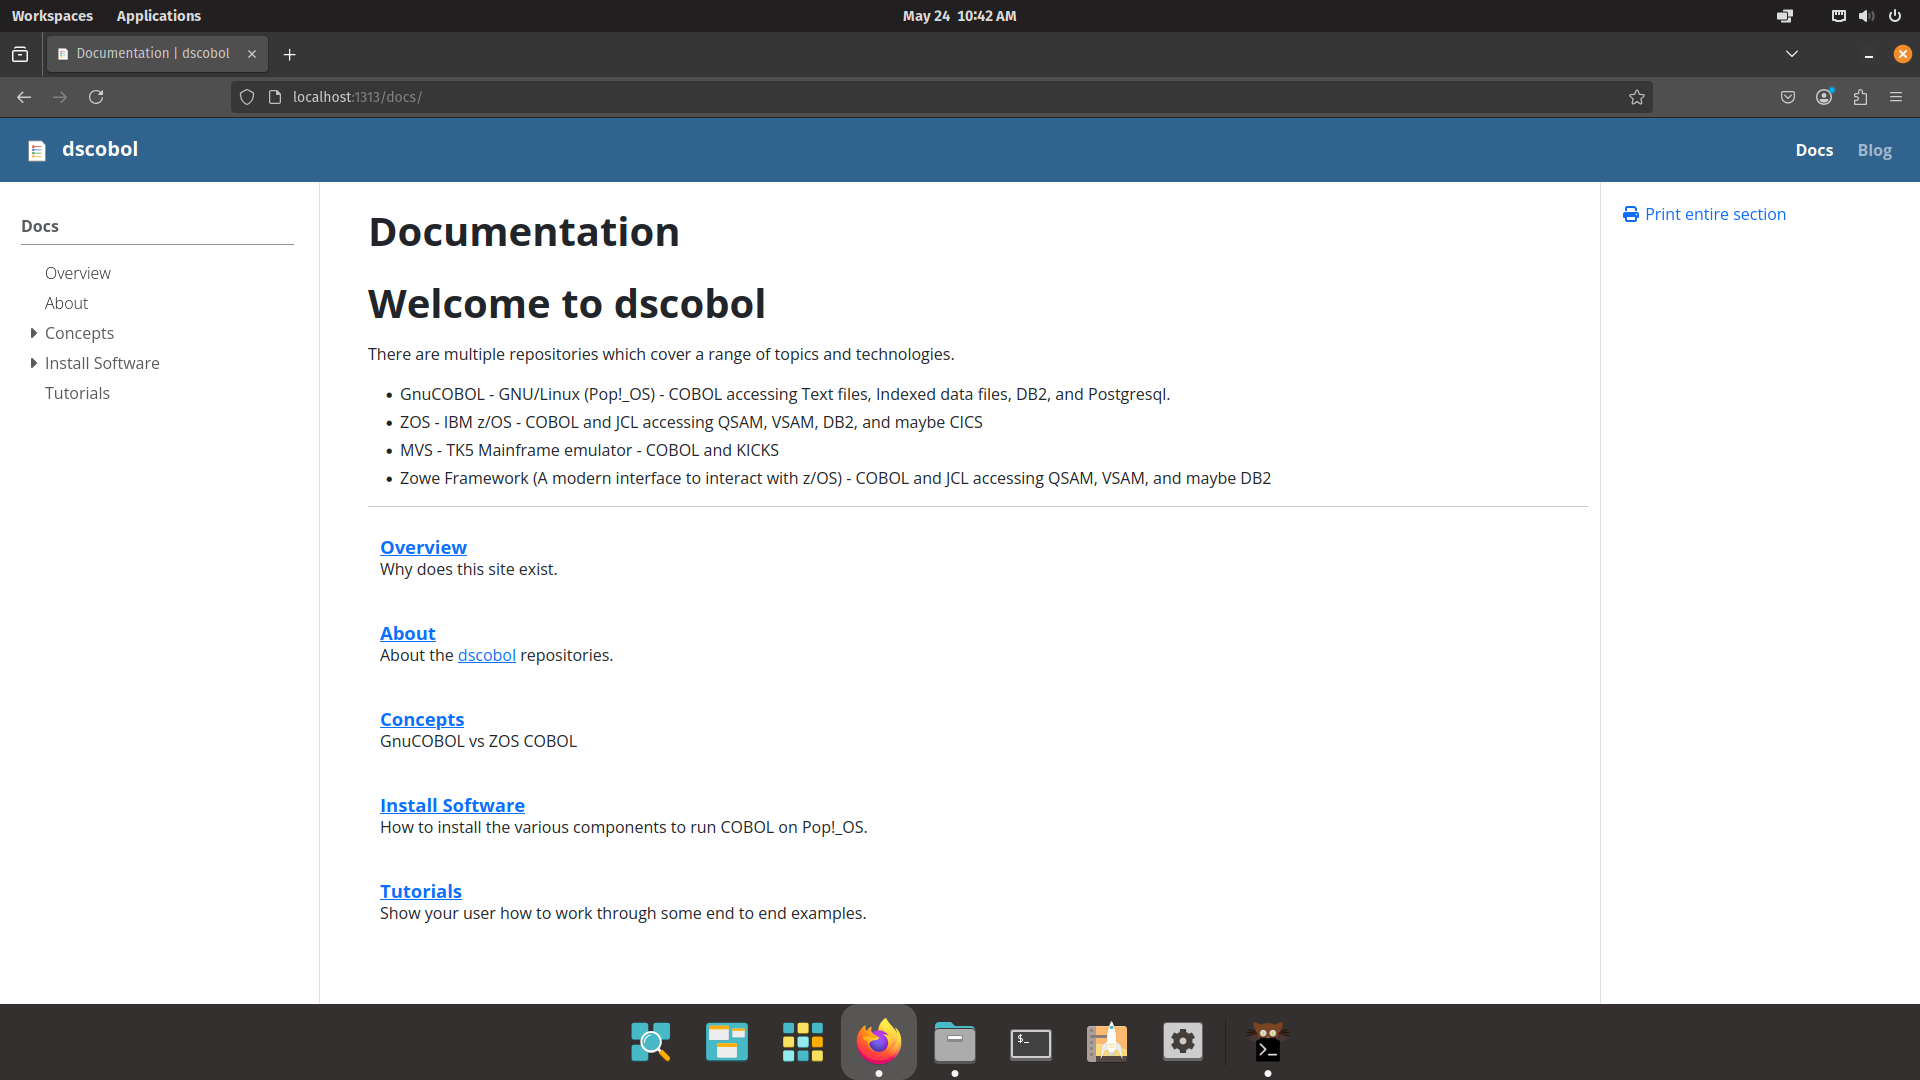 Workspaces Applications May 24 10:42 AM
Documentation | dscobol
localhost:1313/docs/
dscobol Docs Blog
Docs
Overview
About
Concepts
Install Software
Tutorials
Documentation
Welcome to dscobol
There are multiple repositories which cover a range of topics and technologies.
• GnuCOBOL - GNU/Linux (Pop!_OS) - COBOL accessing Text files, Indexed data files, DB2, and Postgresql.
• ZOS - IBM z/OS - COBOL and JCL accessing QSAM, VSAM, DB2, and maybe CICS
• MVS - TK5 Mainframe emulator - COBOL and KICKS
• Zowe Framework (A modern interface to interact with z/OS) - COBOL and JCL accessing QSAM, VSAM, and maybe DB2
Overview
Why does this site exist.
About
About the dscobol repositories.
Concepts
GnuCOBOL vs ZOS COBOL
Install Software
How to install the various components to run COBOL on Pop!_OS.
Tutorials
Show your user how to work through some end to end examples.
Print entire section
$_